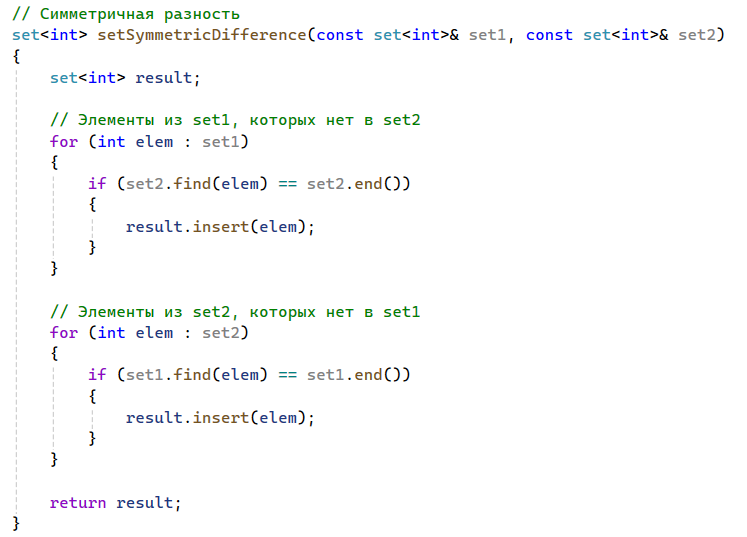 // Симметричная разность
set<int> setSymmetricDifference(const set<int>& set1, const set<int>& set2)
{
    set<int> result;

    // Элементы из set1, которых нет в set2
    for (int elem : set1)
    {
        if (set2.find(elem) == set2.end())
        {
            result.insert(elem);
        }
    }

    // Элементы из set2, которых нет в set1
    for (int elem : set2)
    {
        if (set1.find(elem) == set1.end())
        {
            result.insert(elem);
        }
    }

    return result;
}